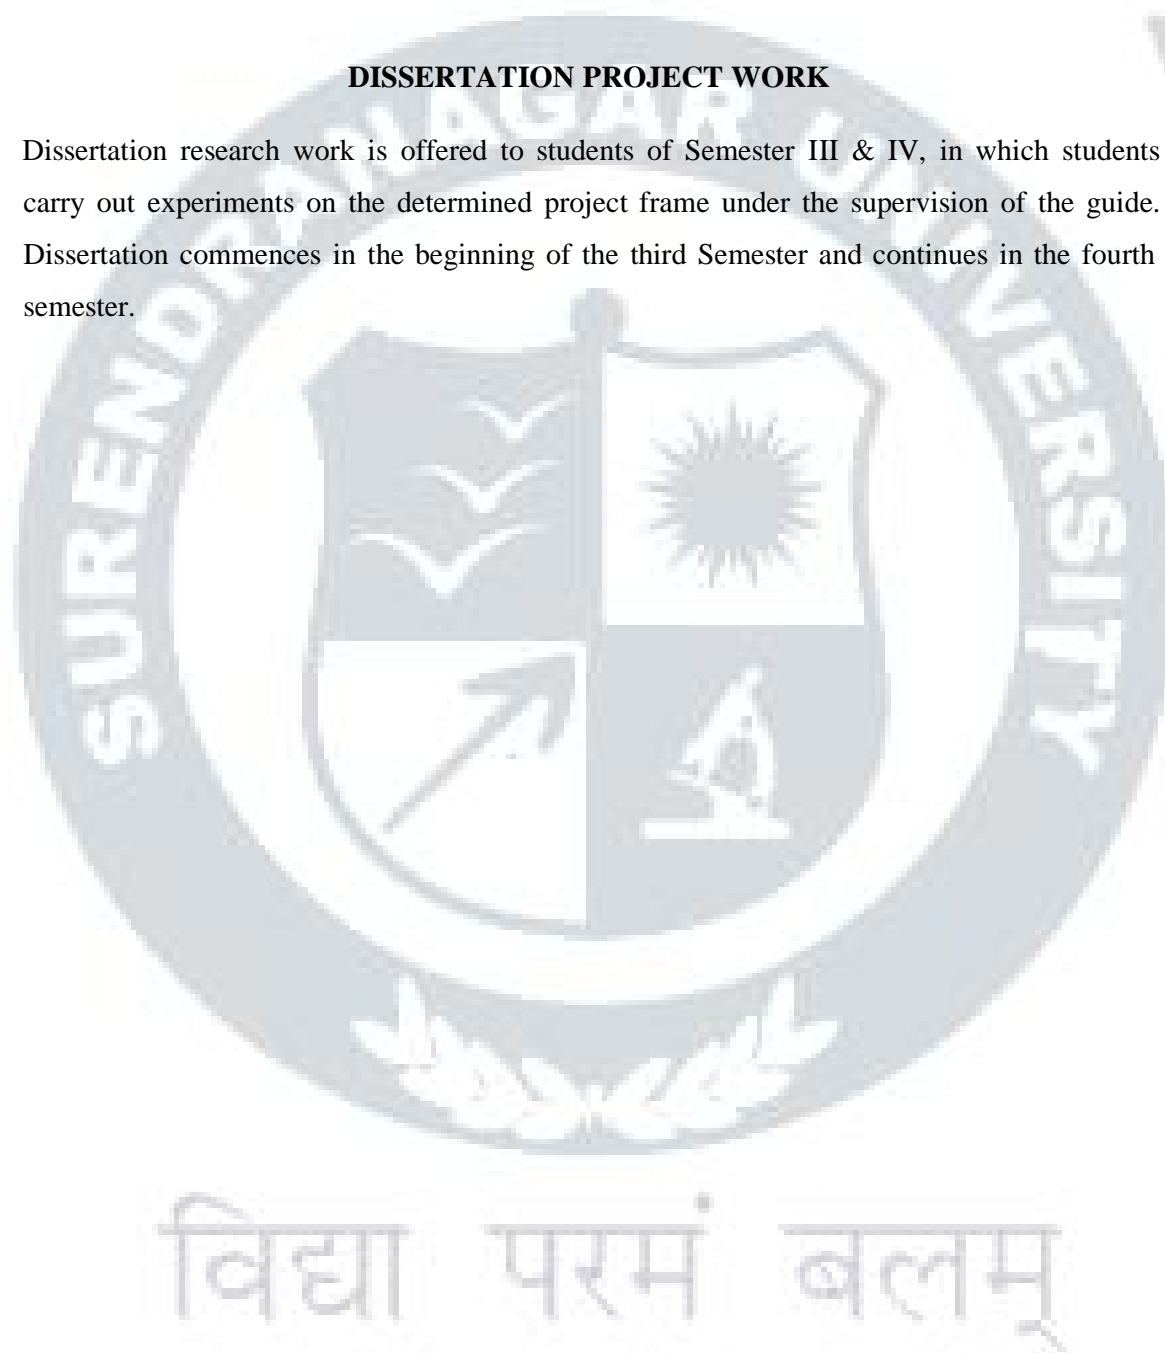 DISSERTATION PROJECT WORK
Dissertation research work is offered to students of Semester III & IV, in which students
carry out experiments on the determined project frame under the supervision of the guide.
Dissertation commences in the beginning of the third Semester and continues in the fourth
semester.
SURENDRANAGAR UNIVERSITY
विद्या परमं बलम्